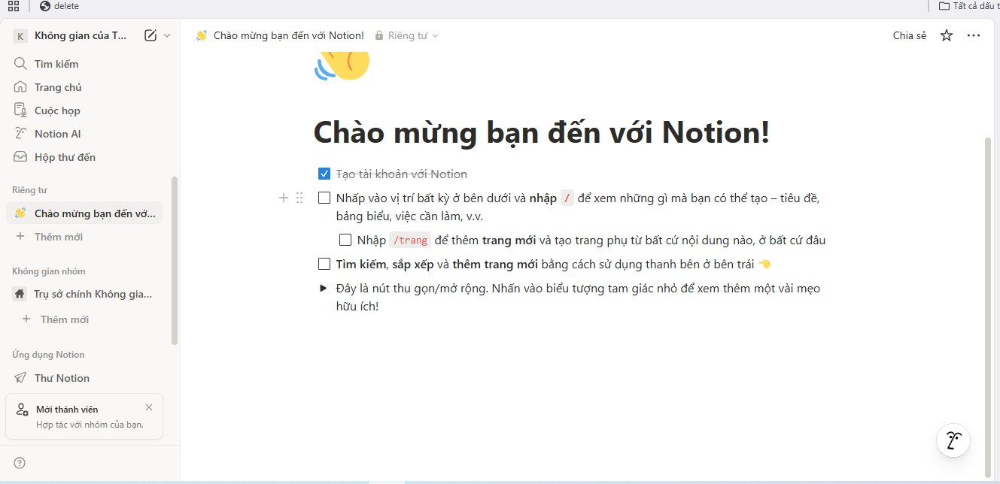 delete
Tất cả dấu t
K Không gian của T...
Tìm kiếm
Trang chủ
Cuộc họp
Notion AI
Hộp thư đến
Riêng tư
Chào mừng bạn đến vớ...
Thêm mới
Không gian nhóm
Trụ sở chính Không gia...
Thêm mới
Ứng dụng Notion
Thư Notion
Mời thành viên
Hợp tác với nhóm của bạn.
Chào mừng bạn đến với Notion! Riêng tư
Chia sẻ
Chào mừng bạn đến với Notion!
Tạo tài khoản với Notion
Nhấp vào vị trí bất kỳ ở bên dưới và nhập / để xem những gì mà bạn có thể tạo – tiêu đề,
bảng biểu, việc cần làm, v.v.
Nhập /trang để thêm trang mới và tạo trang phụ từ bất cứ nội dung nào, ở bất cứ đâu
Tìm kiếm, sắp xếp và thêm trang mới bằng cách sử dụng thanh bên ở bên trái 👈
Đây là nút thu gọn/mở rộng. Nhấn vào biểu tượng tam giác nhỏ để xem thêm một vài mẹo
hữu ích!